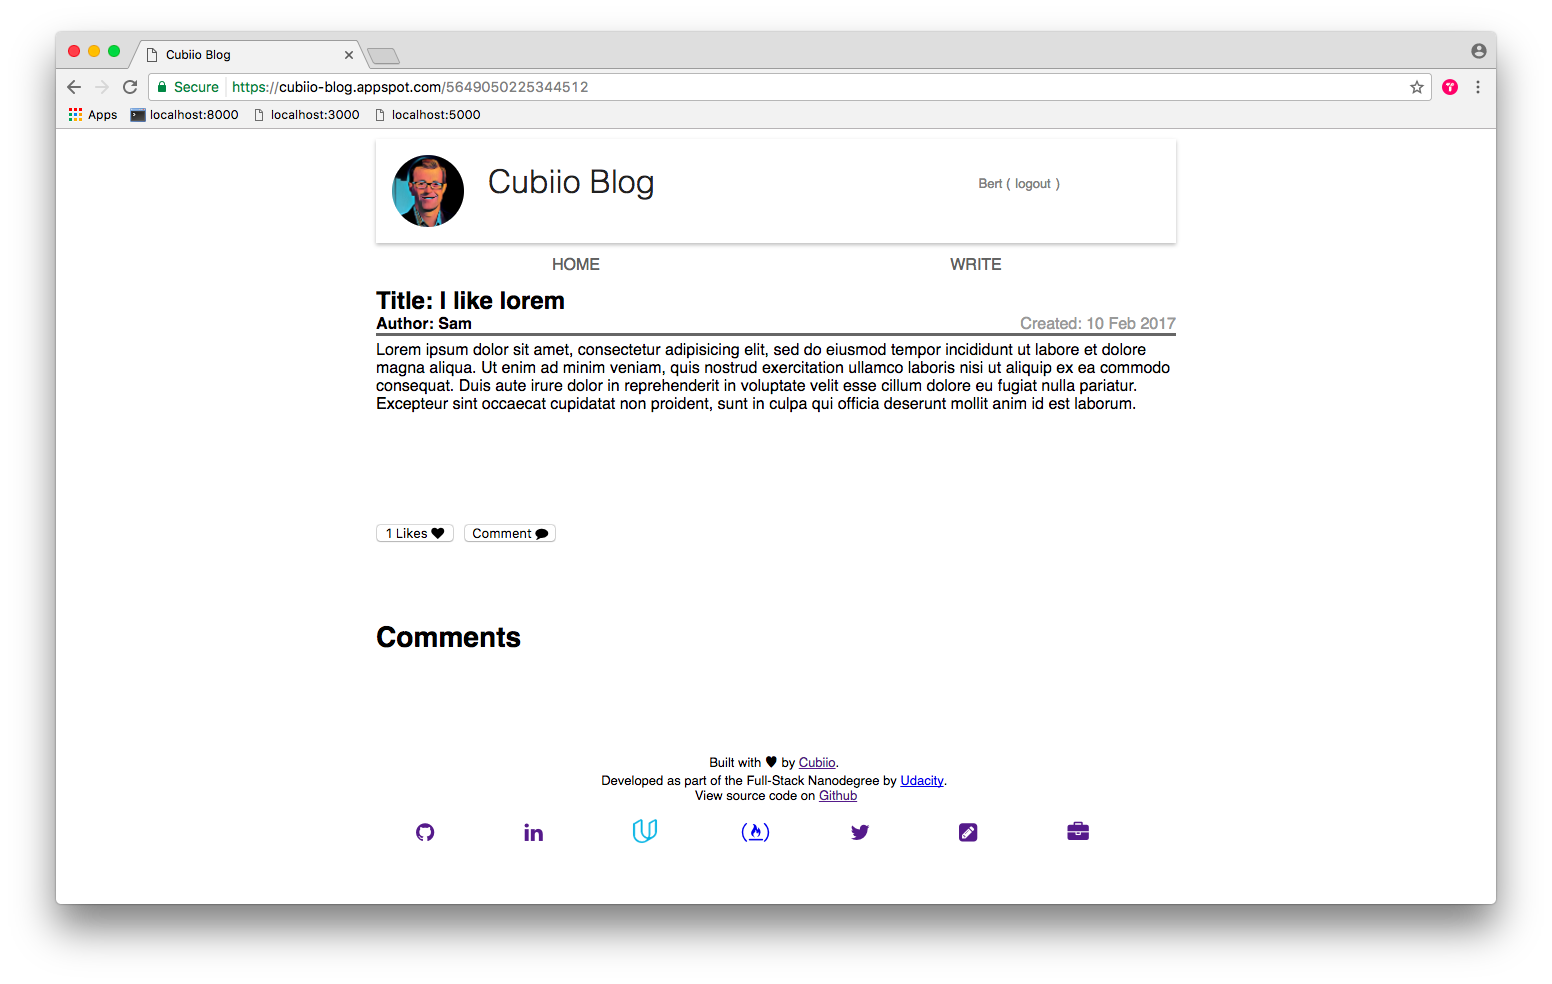 Cubiio Blog
Secure https://cubiio-blog.appspot.com/5649050225344512
Apps localhost:8000 localhost:3000 localhost:5000
Cubiio Blog
Bert ( logout )
HOME WRITE
Title: I like lorem
Author: Sam Created: 10 Feb 2017
Lorem ipsum dolor sit amet, consectetur adipisicing elit, sed do eiusmod tempor incididunt ut labore et dolore
magna aliqua. Ut enim ad minim veniam, quis nostrud exercitation ullamco laboris nisi ut aliquip ex ea commodo
consequat. Duis aute irure dolor in reprehenderit in voluptate velit esse cillum dolore eu fugiat nulla pariatur.
Excepteur sint occaecat cupidatat non proident, sunt in culpa qui officia deserunt mollit anim id est laborum.
1 Likes Comment
Comments
Built with ♥ by Cubiio.
Developed as part of the Full-Stack Nanodegree by Udacity.
View source code on Github